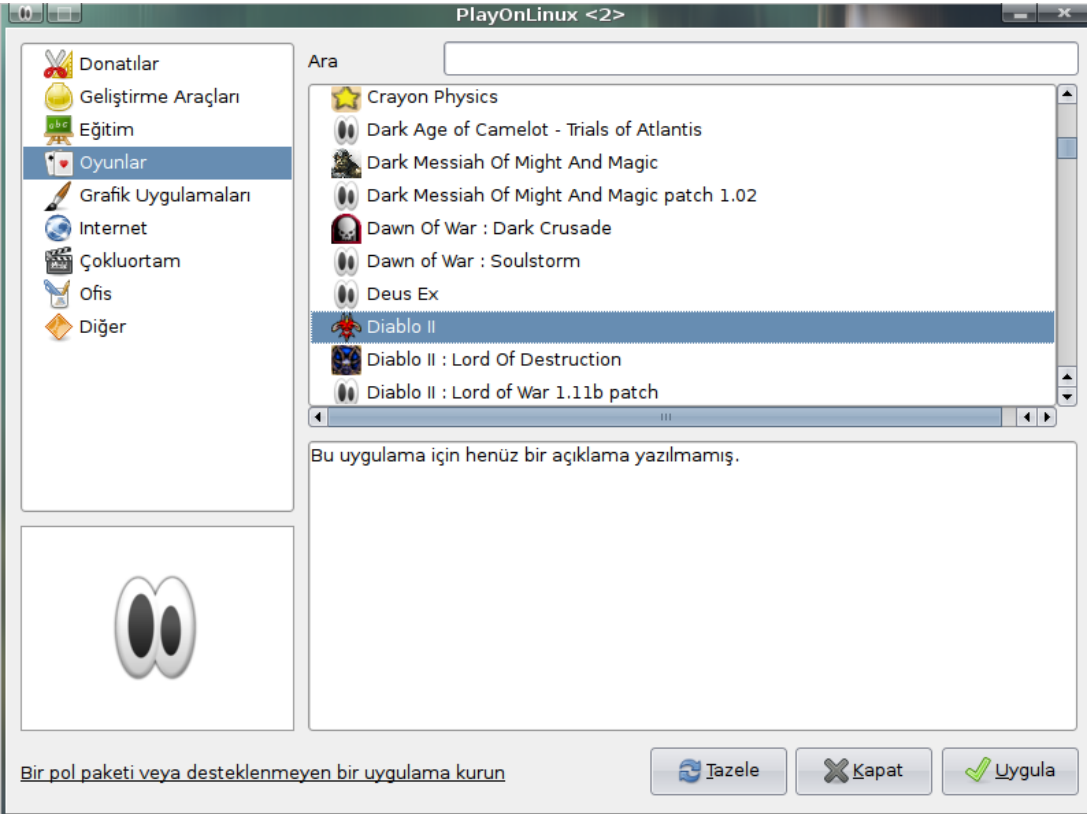 PlayOnLinux <2>
Donatılar
Geliştirme Araçları
abc
Eğitim
Oyunlar
Grafik Uygulamaları
Internet
Çokluortam
Ofis
Diğer
Ara
Crayon Physics
Dark Age of Camelot - Trials of Atlantis
Dark Messiah Of Might And Magic
Dark Messiah Of Might And Magic patch 1.02
Dawn Of War : Dark Crusade
Dawn of War : Soulstorm
Deus Ex
Diablo II
Diablo II : Lord Of Destruction
Diablo II : Lord of War 1.11b patch
Bu uygulama için henüz bir açıklama yazılmamış.
Bir pol paketi veya desteklenmeyen bir uygulama kurun
Tazele
Kapat
Uygula